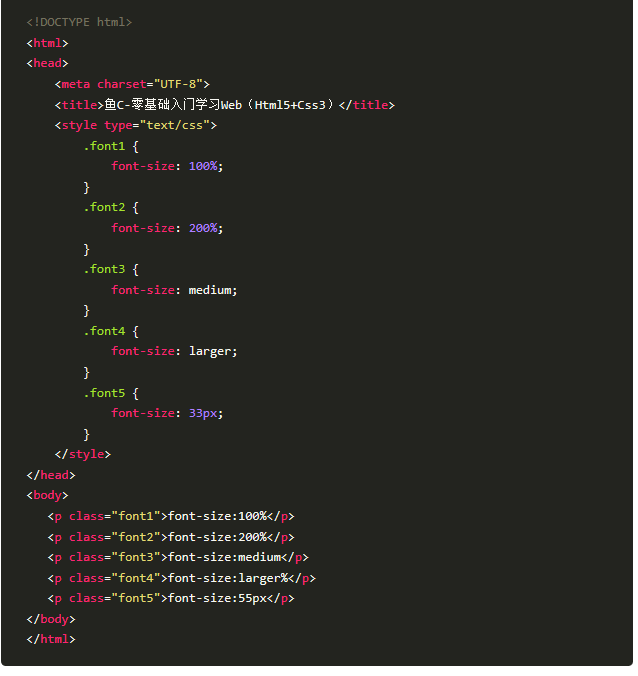 <!DOCTYPE html>
<html>
<head>
    <meta charset="UTF-8">
    <title>鱼C-零基础入门学习Web（Html5+Css3）</title>
    <style type="text/css">
        .font1 {
            font-size: 100%;
        }
        .font2 {
            font-size: 200%;
        }
        .font3 {
            font-size: medium;
        }
        .font4 {
            font-size: larger;
        }
        .font5 {
            font-size: 33px;
        }
    </style>
</head>
<body>
   <p class="font1">font-size:100%</p>
   <p class="font2">font-size:200%</p>
   <p class="font3">font-size:medium</p>
   <p class="font4">font-size:larger%</p>
   <p class="font5">font-size:55px</p>
</body>
</html>